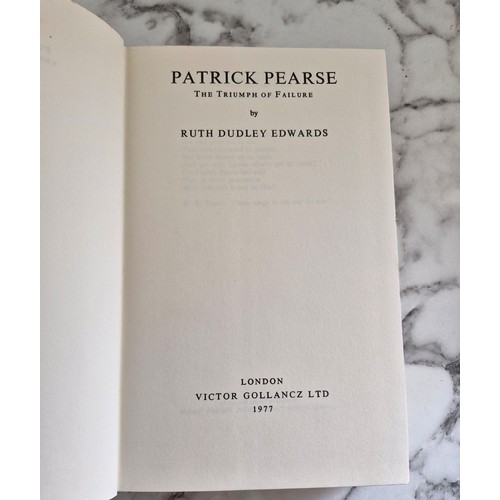 PATRICK PEARSE
THE TRIUMPH OF FAILURE
by
RUTH DUDLEY EDWARDS
LONDON
VICTOR GOLLANCZ LTD
1977